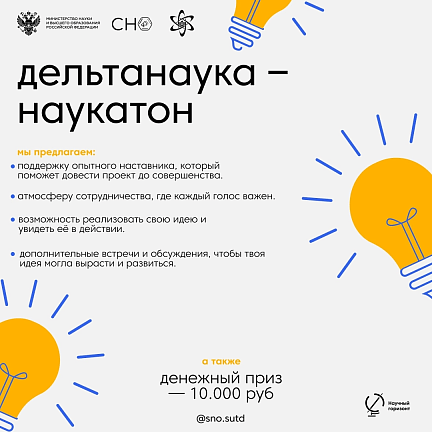 МИНИСТЕРСТВО НАУКИ
И ВЫСШЕГО ОБРАЗОВАНИЯ
РОССИЙСКОЙ ФЕДЕРАЦИИ
СНО
дельтанаука –
наукатон
мы предлагаем:
• поддержку опытного наставника, который
поможет довести проект до совершенства.
• атмосферу сотрудничества, где каждый голос важен.
• возможность реализовать свою идею и
увидеть её в действии.
• дополнительные встречи и обсуждения, чтобы твоя
идея могла вырасти и развиться.
а также
денежный приз
— 10.000 руб
@sno.sutd
Научный
горизонт